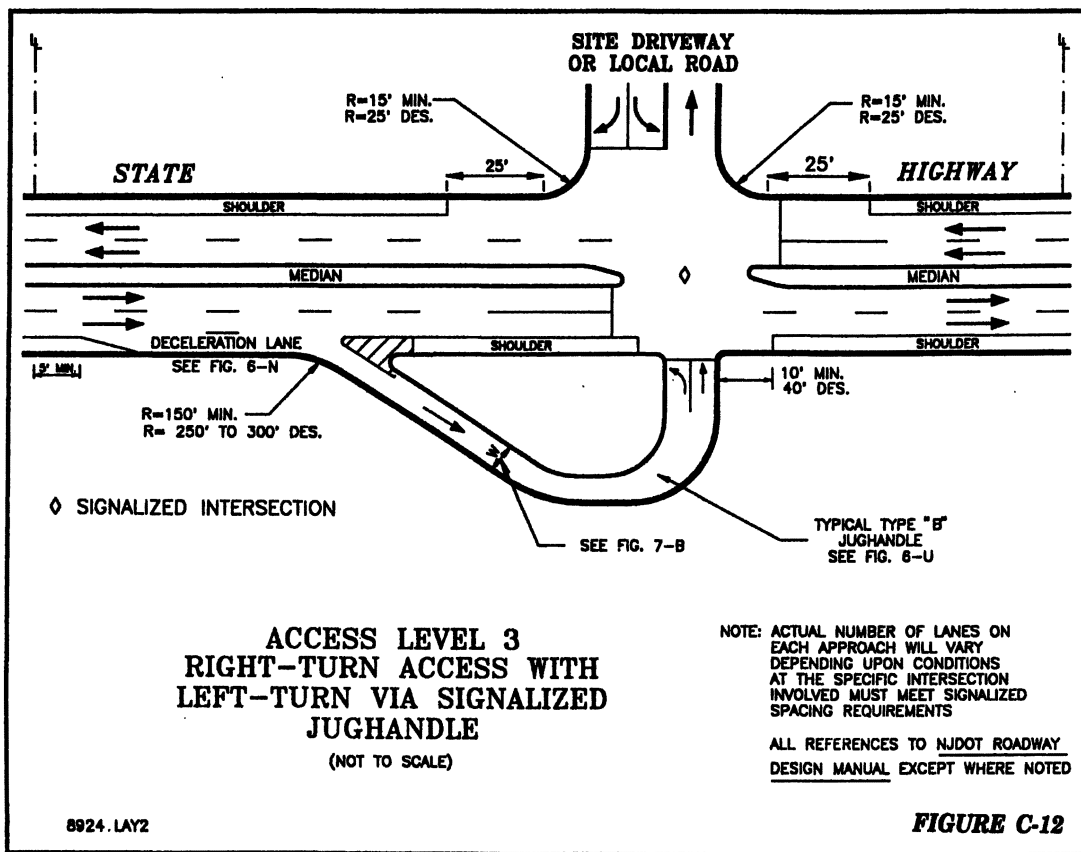 SITE DRIVEWAY
OR LOCAL ROAD
R=15' MIN.
R=25' DES.
R=15' MIN.
R=25' DES.
STATE
25'
25'
HIGHWAY
SHOULDER
SHOULDER
MEDIAN
MEDIAN
DECELERATION LANE
SHOULDER
SHOULDER
SEE FIG. 6-N
5' MIN.
10' MIN.
40' DES.
R=150' MIN.
R= 250' TO 300' DES.
◊ SIGNALIZED INTERSECTION
SEE FIG. 7-B
TYPICAL TYPE "B"
JUGHANDLE
SEE FIG. 6-U
ACCESS LEVEL 3
RIGHT-TURN ACCESS WITH
LEFT-TURN VIA SIGNALIZED
JUGHANDLE
(NOT TO SCALE)
NOTE: ACTUAL NUMBER OF LANES ON
EACH APPROACH WILL VARY
DEPENDING UPON CONDITIONS
AT THE SPECIFIC INTERSECTION
INVOLVED MUST MEET SIGNALIZED
SPACING REQUIREMENTS
ALL REFERENCES TO NJDOT ROADWAY
DESIGN MANUAL EXCEPT WHERE NOTED
8924.LAY2
FIGURE C-12